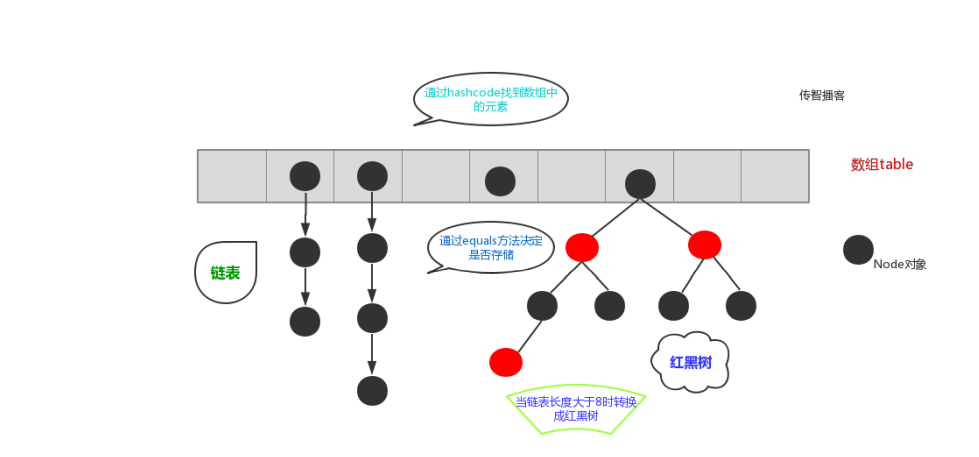 通过hashcode找到数组中
的元素
传智播客
数组table
通过equals方法决定
是否存储
链表
Node对象
红黑树
当链表长度大于8时转换
成红黑树